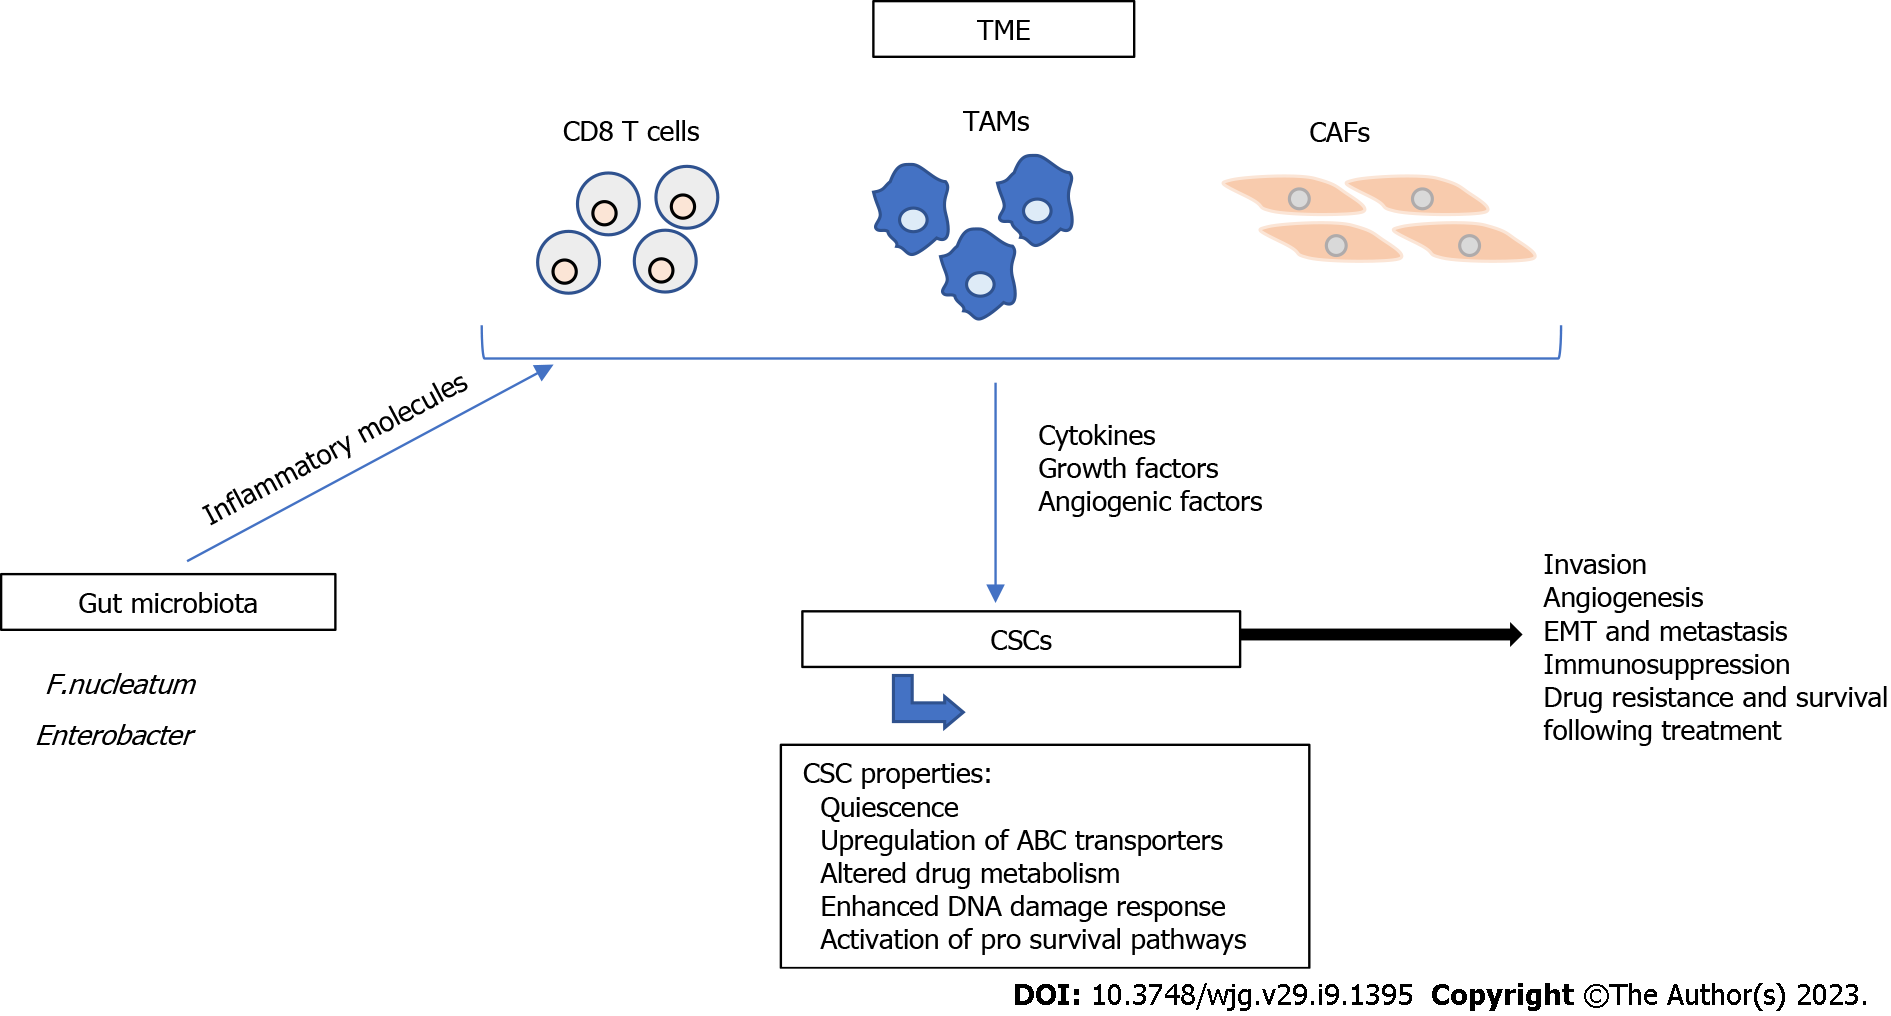 TME
CD8 T cells
TAMs
CAFs
Inflammatory molecules
Cytokines
Growth factors
Angiogenic factors
Gut microbiota
F.nucleatum
Enterobacter
CSCs
Invasion
Angiogenesis
EMT and metastasis
Immunosuppression
Drug resistance and survival
following treatment
CSC properties:
Quiescence
Upregulation of ABC transporters
Altered drug metabolism
Enhanced DNA damage response
Activation of pro survival pathways
DOI: 10.3748/wjg.v29.i9.1395 Copyright ©The Author(s) 2023.